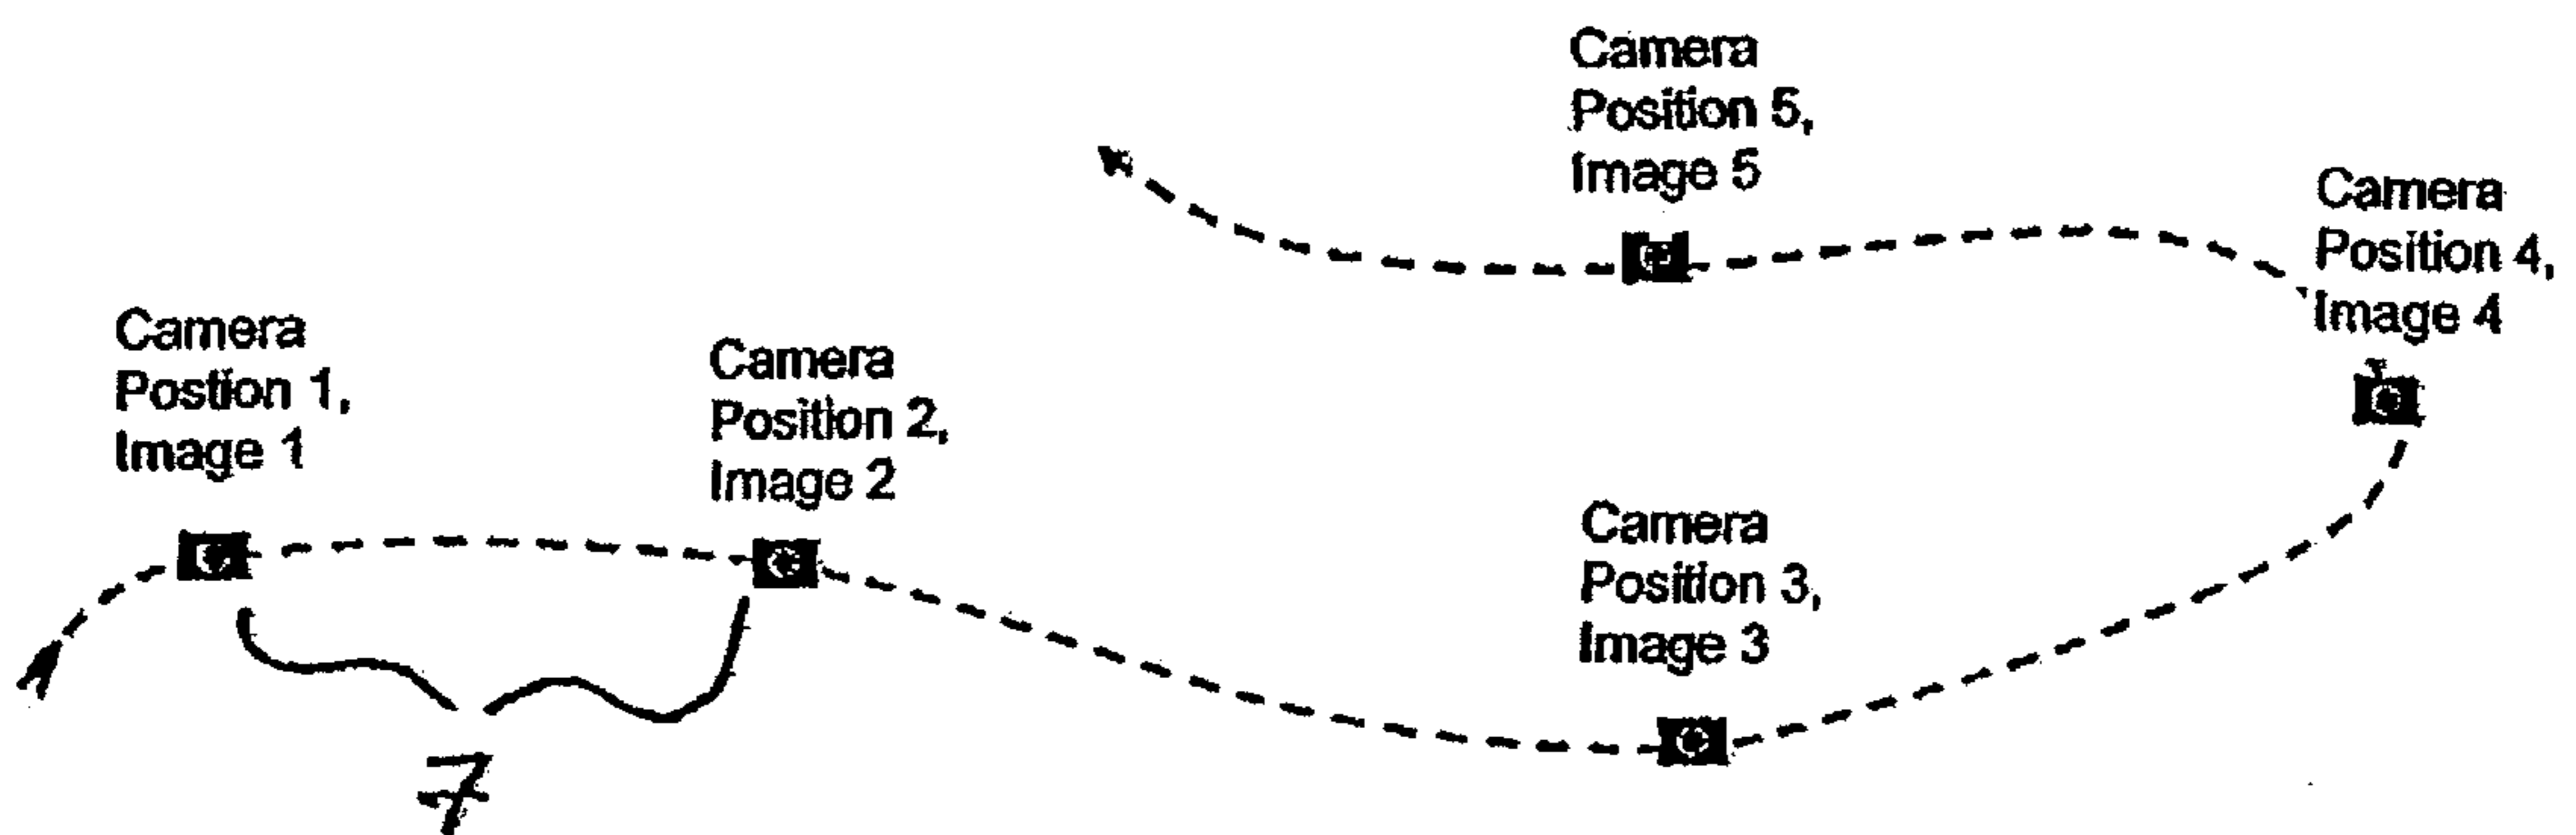 Camera
Postion 1,
Image 1
Camera
Position 2,
Image 2
Camera
Position 3,
Image 3
Camera
Position 4,
Image 4
Camera
Position 5,
Image 5
7